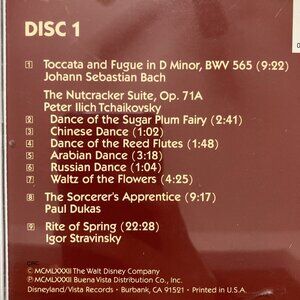 DISC 1
1 Toccata and Fugue in D Minor, BWV 565 (9:22)
Johann Sebastian Bach
The Nutcracker Suite, Op. 71A
Peter Ilich Tchaikovsky
2 Dance of the Sugar Plum Fairy (2:41)
3 Chinese Dance (1:02)
4 Dance of the Reed Flutes (1:48)
5 Arabian Dance (3:18)
6 Russian Dance (1:04)
7 Waltz of the Flowers (4:25)
8 The Sorcerer's Apprentice (9:17)
Paul Dukas
9 Rite of Spring (22:28)
Igor Stravinsky
© MCMLXXXII The Walt Disney Company
℗ MCMLXXXII Buena Vista Distribution Co., Inc.
Disneyland/Vista Records • Burbank, CA 91521 • Printed in U.S.A.